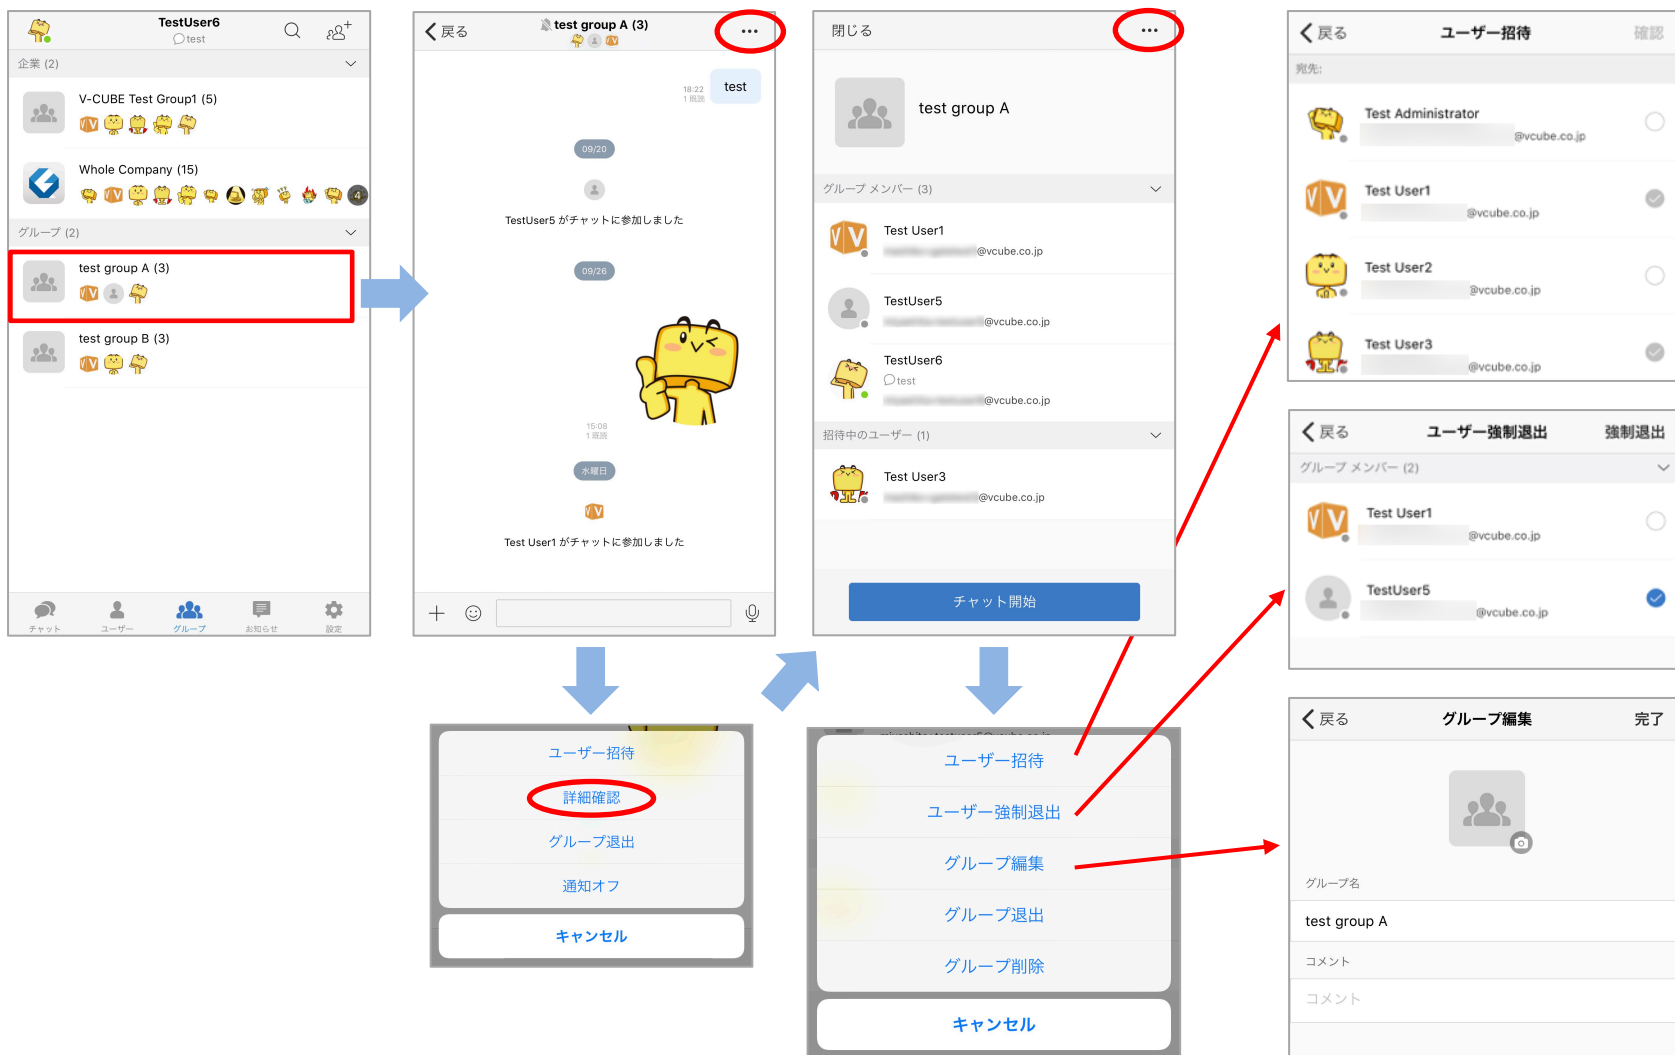 TestUser6
test
企業 (2)
V-CUBE Test Group1 (5)
Whole Company (15)
4
グループ (2)
test group A (3)
test group B (3)
チャット
ユーザー
グループ
お知らせ
設定
戻る
test group A (3)
test
18:22
1 既読
09/20
TestUser5 がチャットに参加しました
09/26
15:08
1 既読
水曜日
Test User1 がチャットに参加しました
閉じる
test group A
グループ メンバー (3)
Test User1
@vcube.co.jp
TestUser5
@vcube.co.jp
TestUser6
test
@vcube.co.jp
招待中のユーザー (1)
Test User3
@vcube.co.jp
チャット開始
ユーザー招待
詳細確認
グループ退出
通知オフ
キャンセル
ユーザー招待
ユーザー強制退出
グループ編集
グループ退出
グループ削除
キャンセル
戻る
ユーザー招待
確認
宛先:
Test Administrator
@vcube.co.jp
Test User1
@vcube.co.jp
Test User2
@vcube.co.jp
Test User3
@vcube.co.jp
戻る
ユーザー強制退出
強制退出
グループ メンバー (2)
Test User1
@vcube.co.jp
TestUser5
@vcube.co.jp
戻る
グループ編集
完了
グループ名
test group A
コメント
コメント